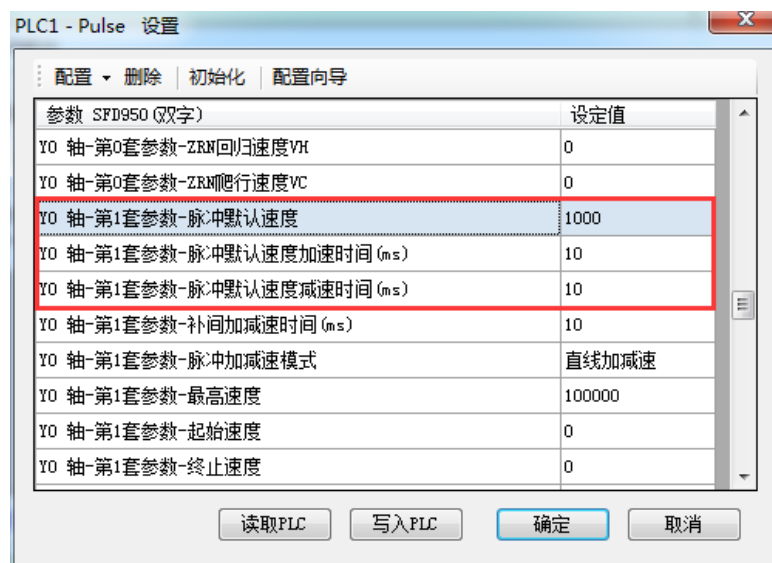 PLC1 - Pulse 设置
配置 删除 初始化 配置向导
参数 SFD950(双字) 设定值
Y0 轴-第0套参数-ZRN回归速度VH 0
Y0 轴-第0套参数-ZRN爬行速度VC 0
Y0 轴-第1套参数-脉冲默认速度 1000
Y0 轴-第1套参数-脉冲默认速度加速时间(ms) 10
Y0 轴-第1套参数-脉冲默认速度减速时间(ms) 10
Y0 轴-第1套参数-补间加减速时间(ms) 10
Y0 轴-第1套参数-脉冲加减速模式 直线加减速
Y0 轴-第1套参数-最高速度 100000
Y0 轴-第1套参数-起始速度 0
Y0 轴-第1套参数-终止速度 0
读取PLC 写入PLC 确定 取消